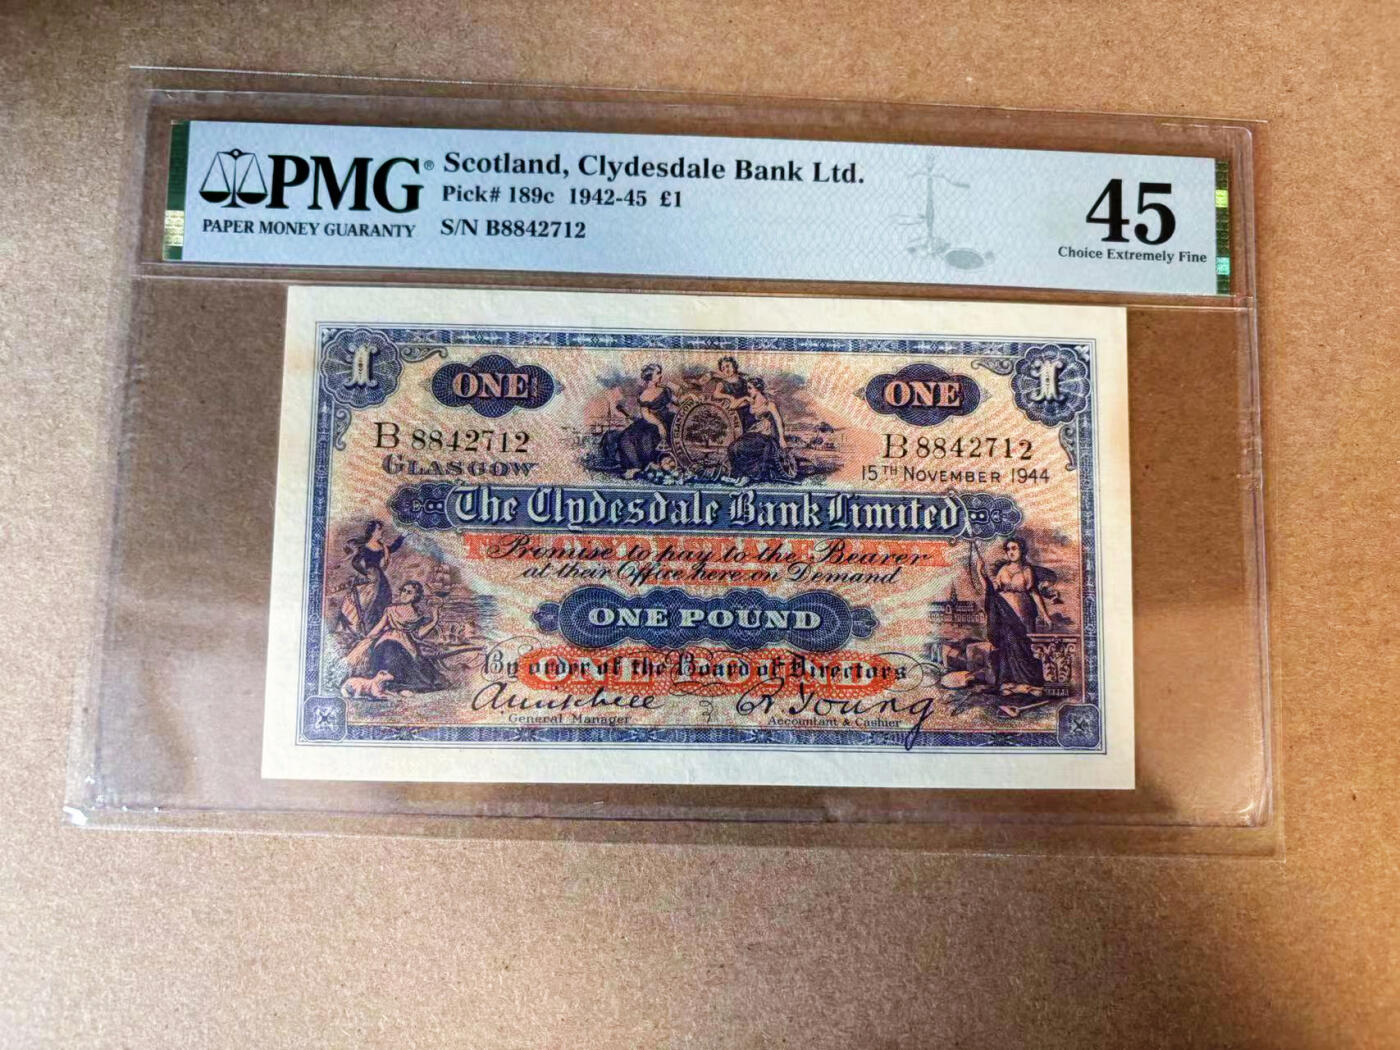 PMG®
PAPER MONEY GUARANTY
Scotland, Clydesdale Bank Ltd.
Pick# 189c 1942-45 £1
S/N B8842712
45
Choice Extremely Fine
1 ONE ONE 1
B 8842712 B 8842712
GLASGOW 15TH NOVEMBER 1944
The Clydesdale Bank Limited
Promise to pay to the Bearer
at their Office here on Demand
ONE POUND
By order of the Board of Directors
General Manager Accountant & Cashier